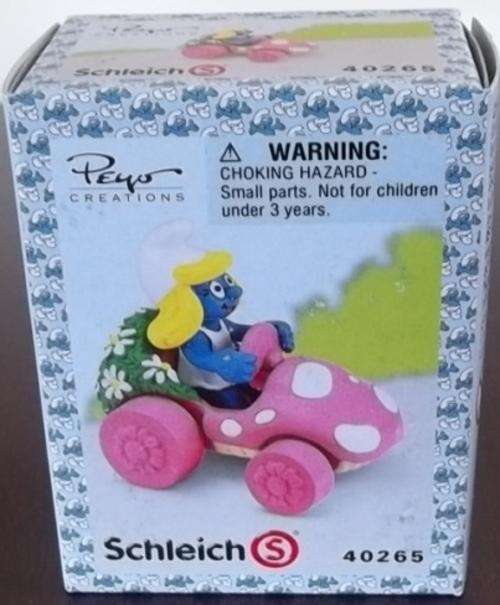 Schleich S 40265
Peyo
CREATIONS
⚠ WARNING:
CHOKING HAZARD -
Small parts. Not for children
under 3 years.
Schleich S 40265